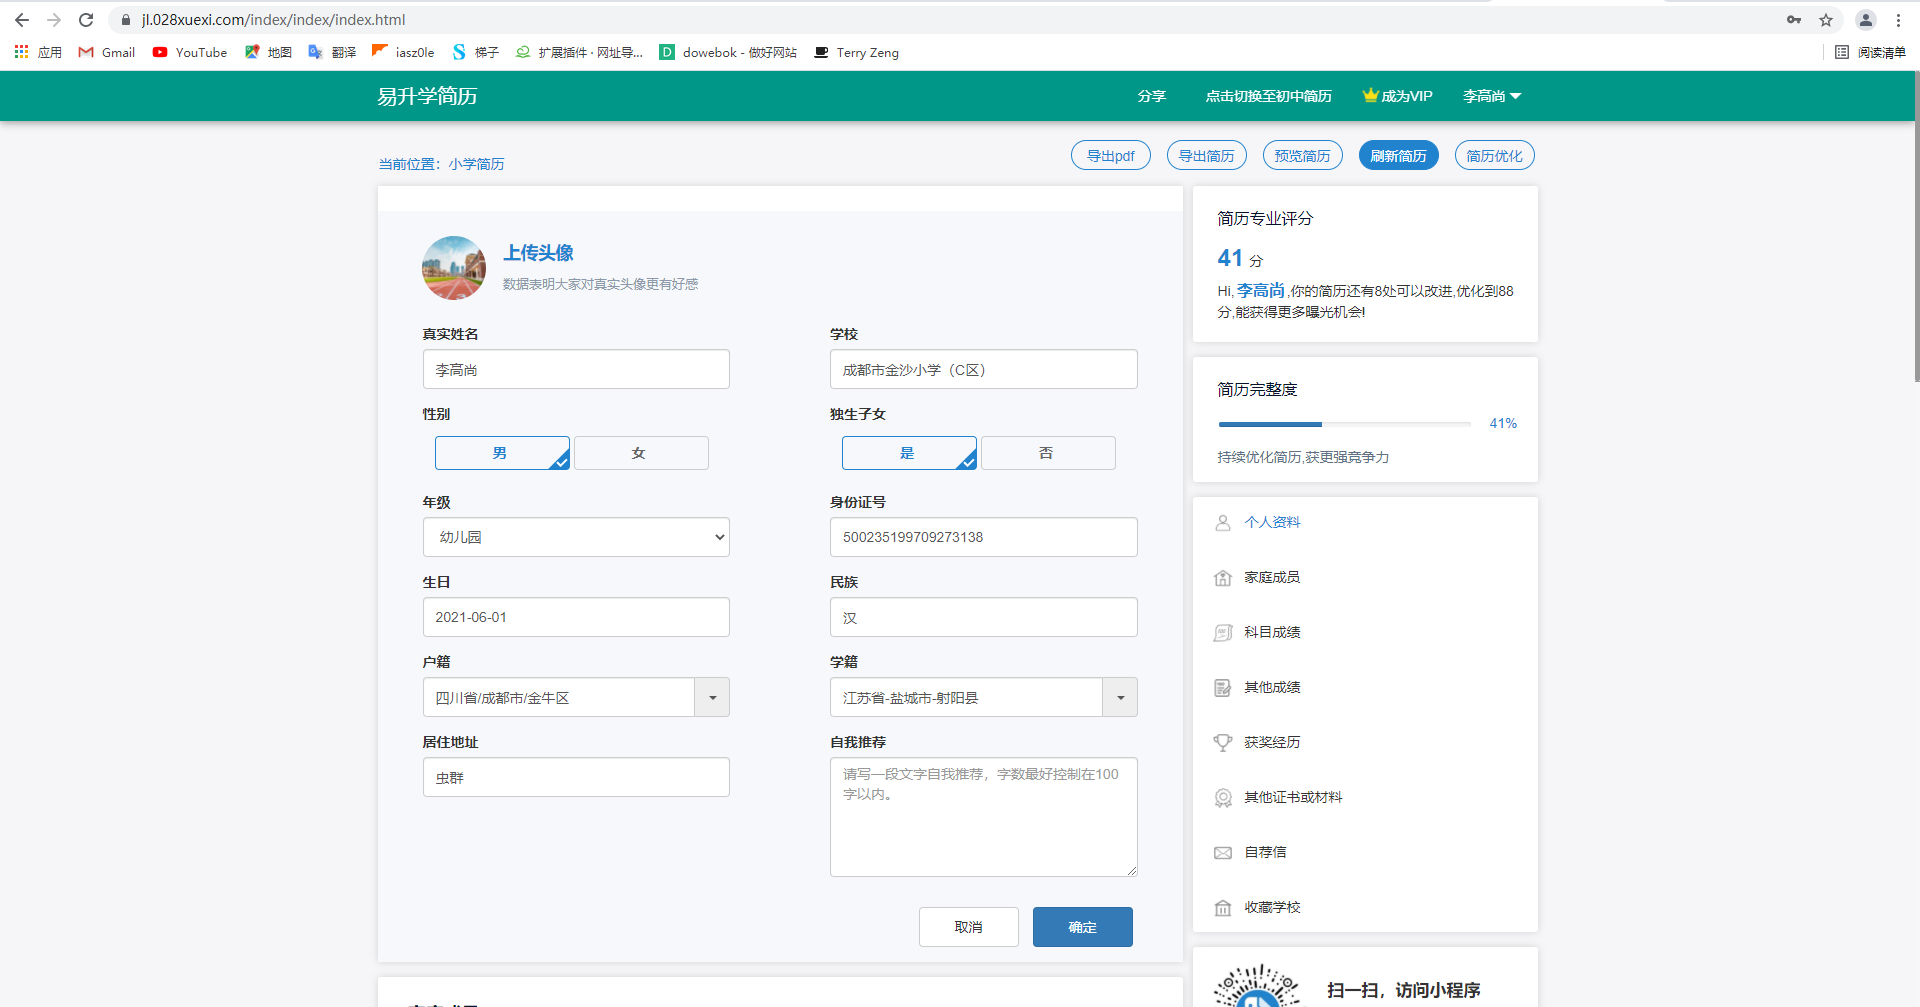 jl.028xuexi.com/index/index/index.html
应用 Gmail YouTube 地图 翻译 iasz0le 梯子 扩展插件 · 网址导... dowebok - 做好网站 Terry Zeng 阅读清单
易升学简历 分享 点击切换至初中简历 成为VIP 李高尚
当前位置：小学简历 导出pdf 导出简历 预览简历 刷新简历 简历优化
上传头像
数据表明大家对真实头像更有好感
真实姓名 学校
李高尚 成都市金沙小学（C区）
性别 独生子女
男 女 是 否
年级 身份证号
幼儿园 500235199709273138
生日 民族
2021-06-01 汉
户籍 学籍
四川省/成都市/金牛区 江苏省-盐城市-射阳县
居住地址 自我推荐
虫群 请写一段文字自我推荐，字数最好控制在100
字以内。
取消 确定
简历专业评分
41 分
Hi,李高尚,你的简历还有8处可以改进,优化到88
分,能获得更多曝光机会!
简历完整度
41%
持续优化简历,获更强竞争力
个人资料
家庭成员
科目成绩
其他成绩
获奖经历
其他证书或材料
自荐信
收藏学校
扫一扫，访问小程序